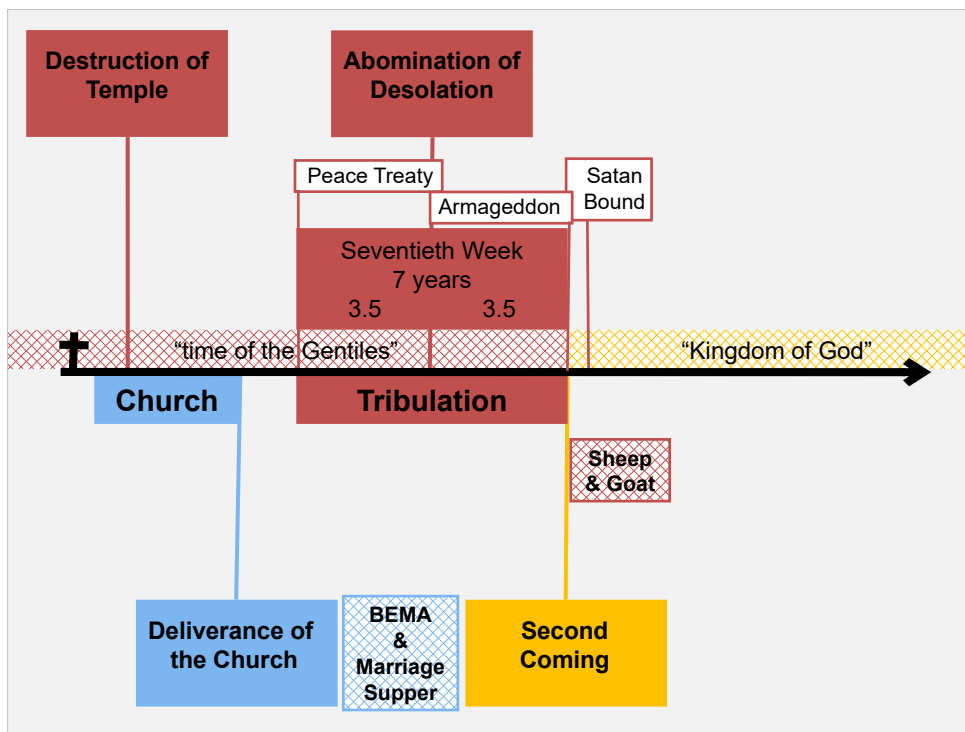 Destruction of
Temple
Abomination of
Desolation
Peace Treaty
Armageddon
Satan
Bound
Seventieth Week
7 years
3.5 3.5
“time of the Gentiles”
“Kingdom of God”
Church
Tribulation
Sheep
& Goat
Deliverance of
the Church
BEMA
&
Marriage
Supper
Second
Coming